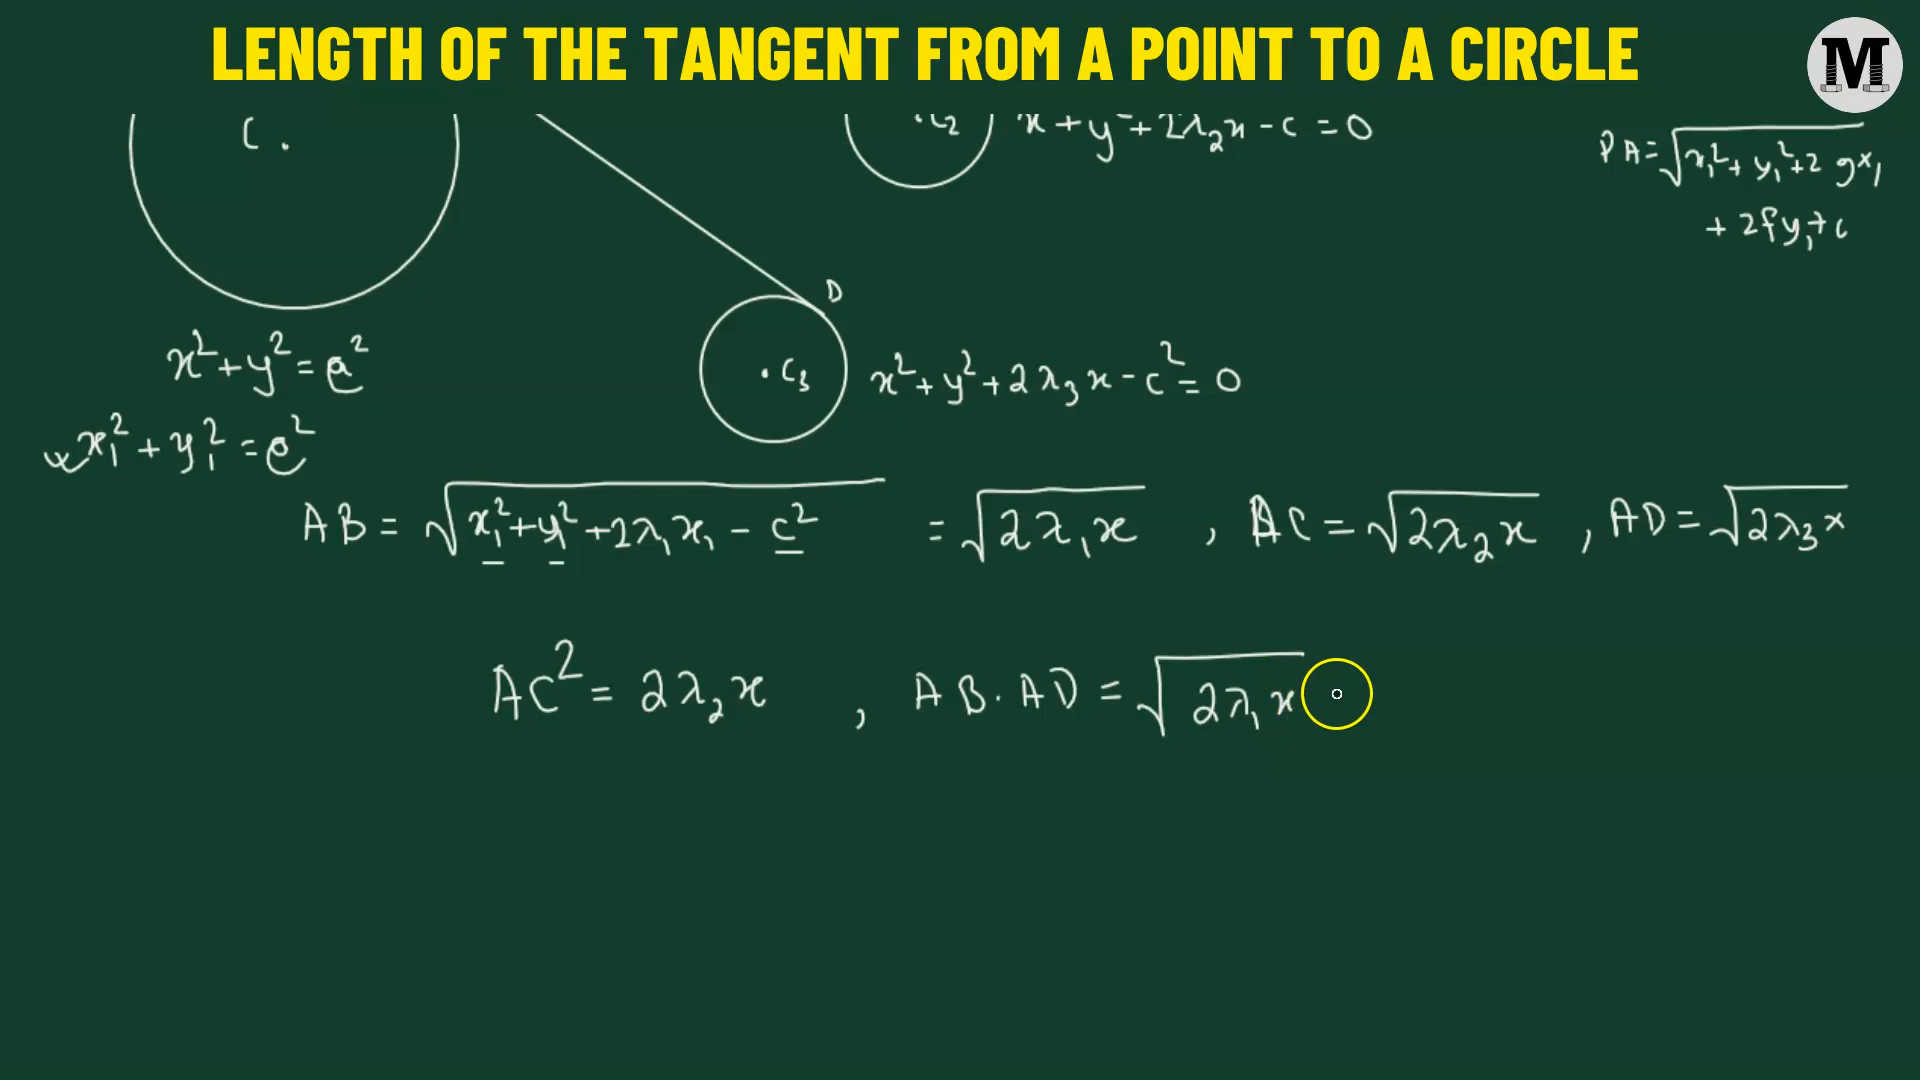 LENGTH OF THE TANGENT FROM A POINT TO A CIRCLE
M
C .
. C₂ x + y² + 2λ₂x - c = 0
PA = √x₁² + y₁² + 2gx₁
+ 2fy₁ + c
D
x² + y² = c²
. C₃ x² + y² + 2λ₃x - c² = 0
x₁² + y₁² = c²
AB = √x₁² + y₁² + 2λ₁x₁ - c² = √2λ₁x , AC = √2λ₂x , AD = √2λ₃x
AC² = 2λ₂x , AB . AD = √2λ₁x